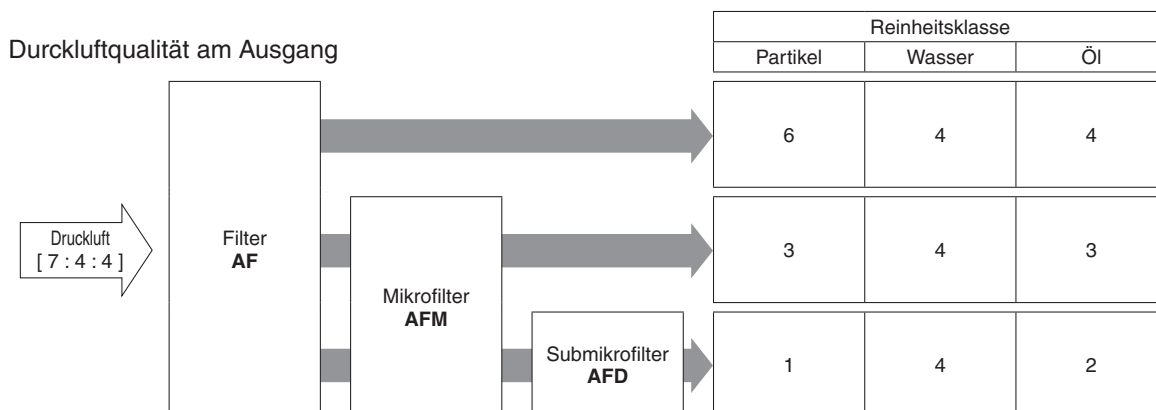 Durckluftqualität am Ausgang
Reinheitsklasse
Partikel Wasser Öl
6 4 4
Druckluft
[ 7 : 4 : 4 ]
Filter
AF
3 4 3
Mikrofilter
AFM
Submikrofilter
AFD
1 4 2